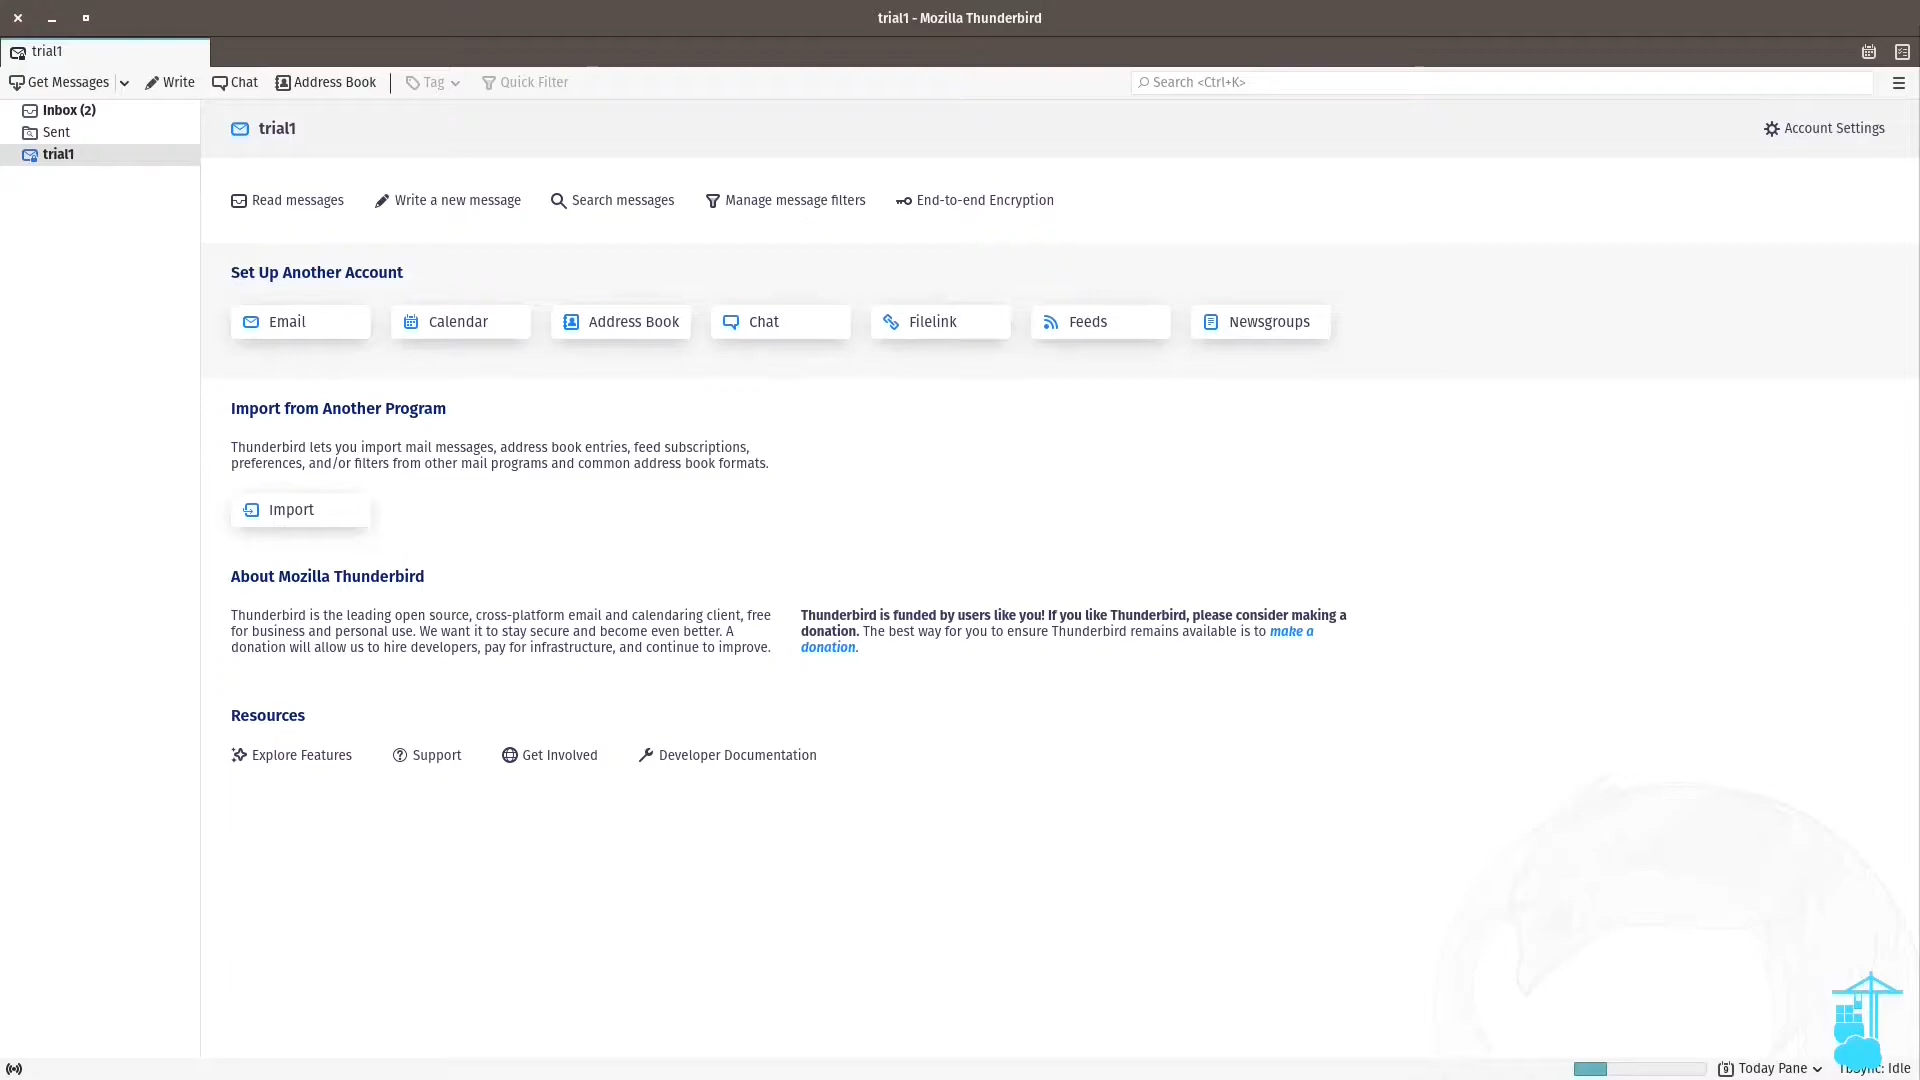 trial1 - Mozilla Thunderbird
trial1
Get Messages
Write
Chat
Address Book
Tag
Quick Filter
Search <Ctrl+K>
Inbox (2)
Sent
trial1
trial1
Account Settings
Read messages
Write a new message
Search messages
Manage message filters
End-to-end Encryption
Set Up Another Account
Email
Calendar
Address Book
Chat
Filelink
Feeds
Newsgroups
Import from Another Program
Thunderbird lets you import mail messages, address book entries, feed subscriptions,
preferences, and/or filters from other mail programs and common address book formats.
Import
About Mozilla Thunderbird
Thunderbird is the leading open source, cross-platform email and calendaring client, free
for business and personal use. We want it to stay secure and become even better. A
donation will allow us to hire developers, pay for infrastructure, and continue to improve.
Thunderbird is funded by users like you! If you like Thunderbird, please consider making a
donation. The best way for you to ensure Thunderbird remains available is to make a
donation.
Resources
Explore Features
Support
Get Involved
Developer Documentation
9
Today Pane
TbSync: Idle